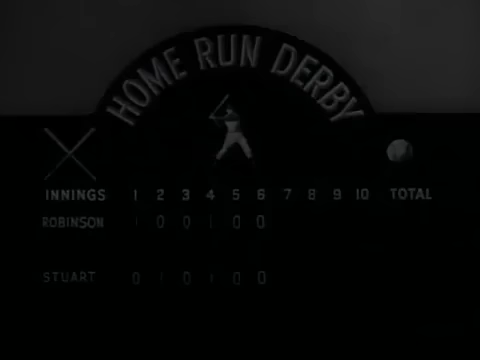 HOME RUN DERBY
INNINGS 1 2 3 4 5 6 7 8 9 10 TOTAL
ROBINSON 1 0 0 1 0 0
STUART 0 1 0 1 0 0